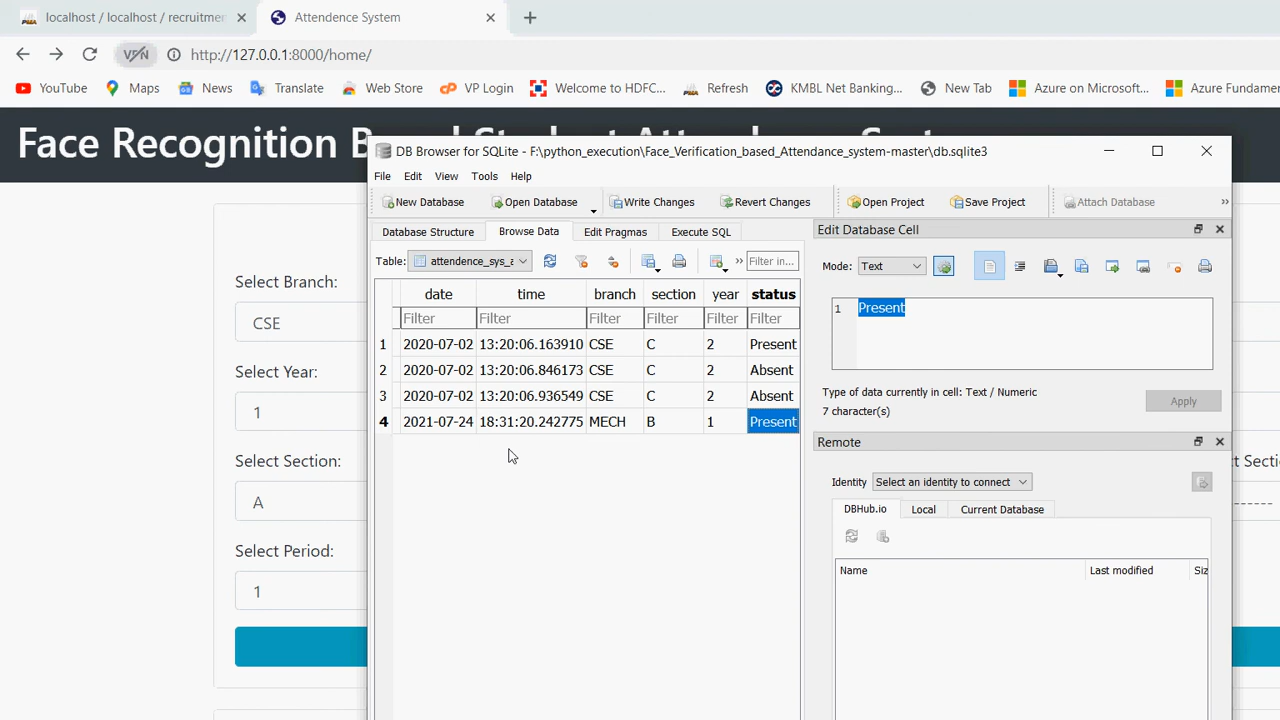 localhost / localhost / recruitmer
Attendence System
http://127.0.0.1:8000/home/
YouTube Maps News Translate Web Store VP Login Welcome to HDFC... Refresh KMBL Net Banking... New Tab Azure on Microsoft... Azure Fundamer
Face Recognition Based Student Attendance System
DB Browser for SQLite - F:\python_execution\Face_Verification_based_Attendance_system-master\db.sqlite3
File Edit View Tools Help
New Database Open Database Write Changes Revert Changes Open Project Save Project Attach Database »
Database Structure Browse Data Edit Pragmas Execute SQL
Table: attendence_sys_a » Filter in...
date time branch section year status
Filter Filter Filter Filter Filter Filter
1 2020-07-02 13:20:06.163910 CSE C 2 Present
2 2020-07-02 13:20:06.846173 CSE C 2 Absent
3 2020-07-02 13:20:06.936549 CSE C 2 Absent
4 2021-07-24 18:31:20.242775 MECH B 1 Present
Edit Database Cell
Mode: Text
1 Present
Type of data currently in cell: Text / Numeric
7 character(s)
Apply
Remote
Identity Select an identity to connect
DBHub.io Local Current Database
Name Last modified Siz
Select Branch:
CSE
Select Year:
1
Select Section:
A
Select Period:
1
ct Section:
------